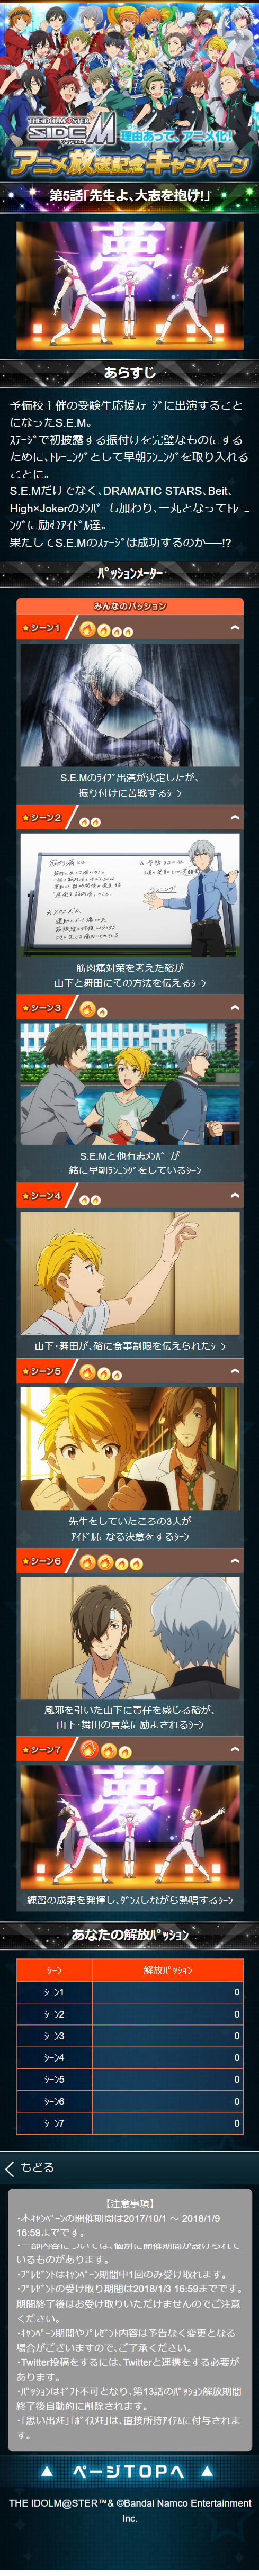 THE IDOLM@STER
SIDEM
理由あって、アニメ化!
アニメ放送記念キャンペーン
第5話「先生よ、大志を抱け!」
夢
あらすじ
予備校主催の受験生応援ｽﾃｰｼﾞに出演すること
になったS.E.M。
ｽﾃｰｼﾞで初披露する振付けを完璧なものにする
ために、ﾄﾚｰﾆﾝｸﾞとして早朝ﾗﾝﾆﾝｸﾞを取り入れる
ことに。
S.E.Mだけでなく、DRAMATIC STARS、Beit、
High×Jokerのﾒﾝﾊﾞｰも加わり、一丸となってﾄﾚｰﾆ
ﾝｸﾞに励むｱｲﾄﾞﾙ達。
果たしてS.E.Mのｽﾃｰｼﾞは成功するのか──!?
ﾊﾟｯｼｮﾝﾒｰﾀｰ
みんなのパッション
シーン1
S.E.Mのﾗｲﾌﾞ出演が決定したが、
振り付けに苦戦するｼｰﾝ
シーン2
筋肉痛対策を考えた硲が
山下と舞田にその方法を伝えるｼｰﾝ
シーン3
S.E.Mと他有志ﾒﾝﾊﾞｰが
一緒に早朝ﾗﾝﾆﾝｸﾞをしているｼｰﾝ
シーン4
山下･舞田が、硲に食事制限を伝えられたｼｰﾝ
シーン5
先生をしていたころの3人が
ｱｲﾄﾞﾙになる決意をするｼｰﾝ
シーン6
風邪を引いた山下に責任を感じる硲が、
山下･舞田の言葉に励まされるｼｰﾝ
シーン7
夢
練習の成果を発揮し、ﾀﾞﾝｽしながら熱唱するｼｰﾝ
あなたの解放ﾊﾟｯｼｮﾝ
ｼｰﾝ 解放ﾊﾟｯｼｮﾝ
ｼｰﾝ1 0
ｼｰﾝ2 0
ｼｰﾝ3 0
ｼｰﾝ4 0
ｼｰﾝ5 0
ｼｰﾝ6 0
ｼｰﾝ7 0
もどる
【注意事項】
･本ｷｬﾝﾍﾟｰﾝの開催期間は2017/10/1 ～ 2018/1/9
16:59までです。
･一部内容については、個別に開催期間が設けられて
いるものがあります。
･ﾌﾟﾚｾﾞﾝﾄはｷｬﾝﾍﾟｰﾝ期間中1回のみ受け取れます。
･ﾌﾟﾚｾﾞﾝﾄの受け取り期間は2018/1/3 16:59までです。
期間終了後はお受け取りいただけませんのでご注意
ください。
･ｷｬﾝﾍﾟｰﾝ期間やﾌﾟﾚｾﾞﾝﾄ内容は予告なく変更となる
場合がございますので、ご了承ください。
･Twitter投稿をするには、Twitterと連携をする必要が
あります。
･ﾊﾟｯｼｮﾝはｷﾞﾌﾄ不可となり、第13話のﾊﾟｯｼｮﾝ解放期間
終了後自動的に削除されます。
･｢思い出ﾒﾓ｣｢ﾎﾞｲｽﾒﾓ｣は、直接所持ｱｲﾃﾑに付与されま
す。
▲ ページTOPへ ▲
THE IDOLM@STER™& ©Bandai Namco Entertainment
Inc.